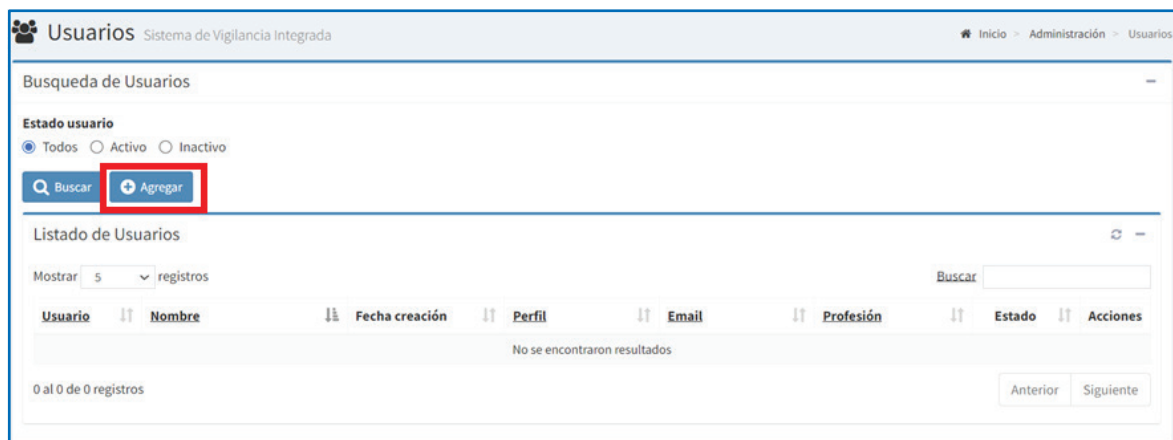 Usuarios Sistema de Vigilancia Integrada Inicio > Administración > Usuarios
Busqueda de Usuarios
Estado usuario
Todos Activo Inactivo
Buscar Agregar
Listado de Usuarios
Mostrar 5 registros Buscar
Usuario Nombre Fecha creación Perfil Email Profesión Estado Acciones
No se encontraron resultados
0 al 0 de 0 registros Anterior Siguiente